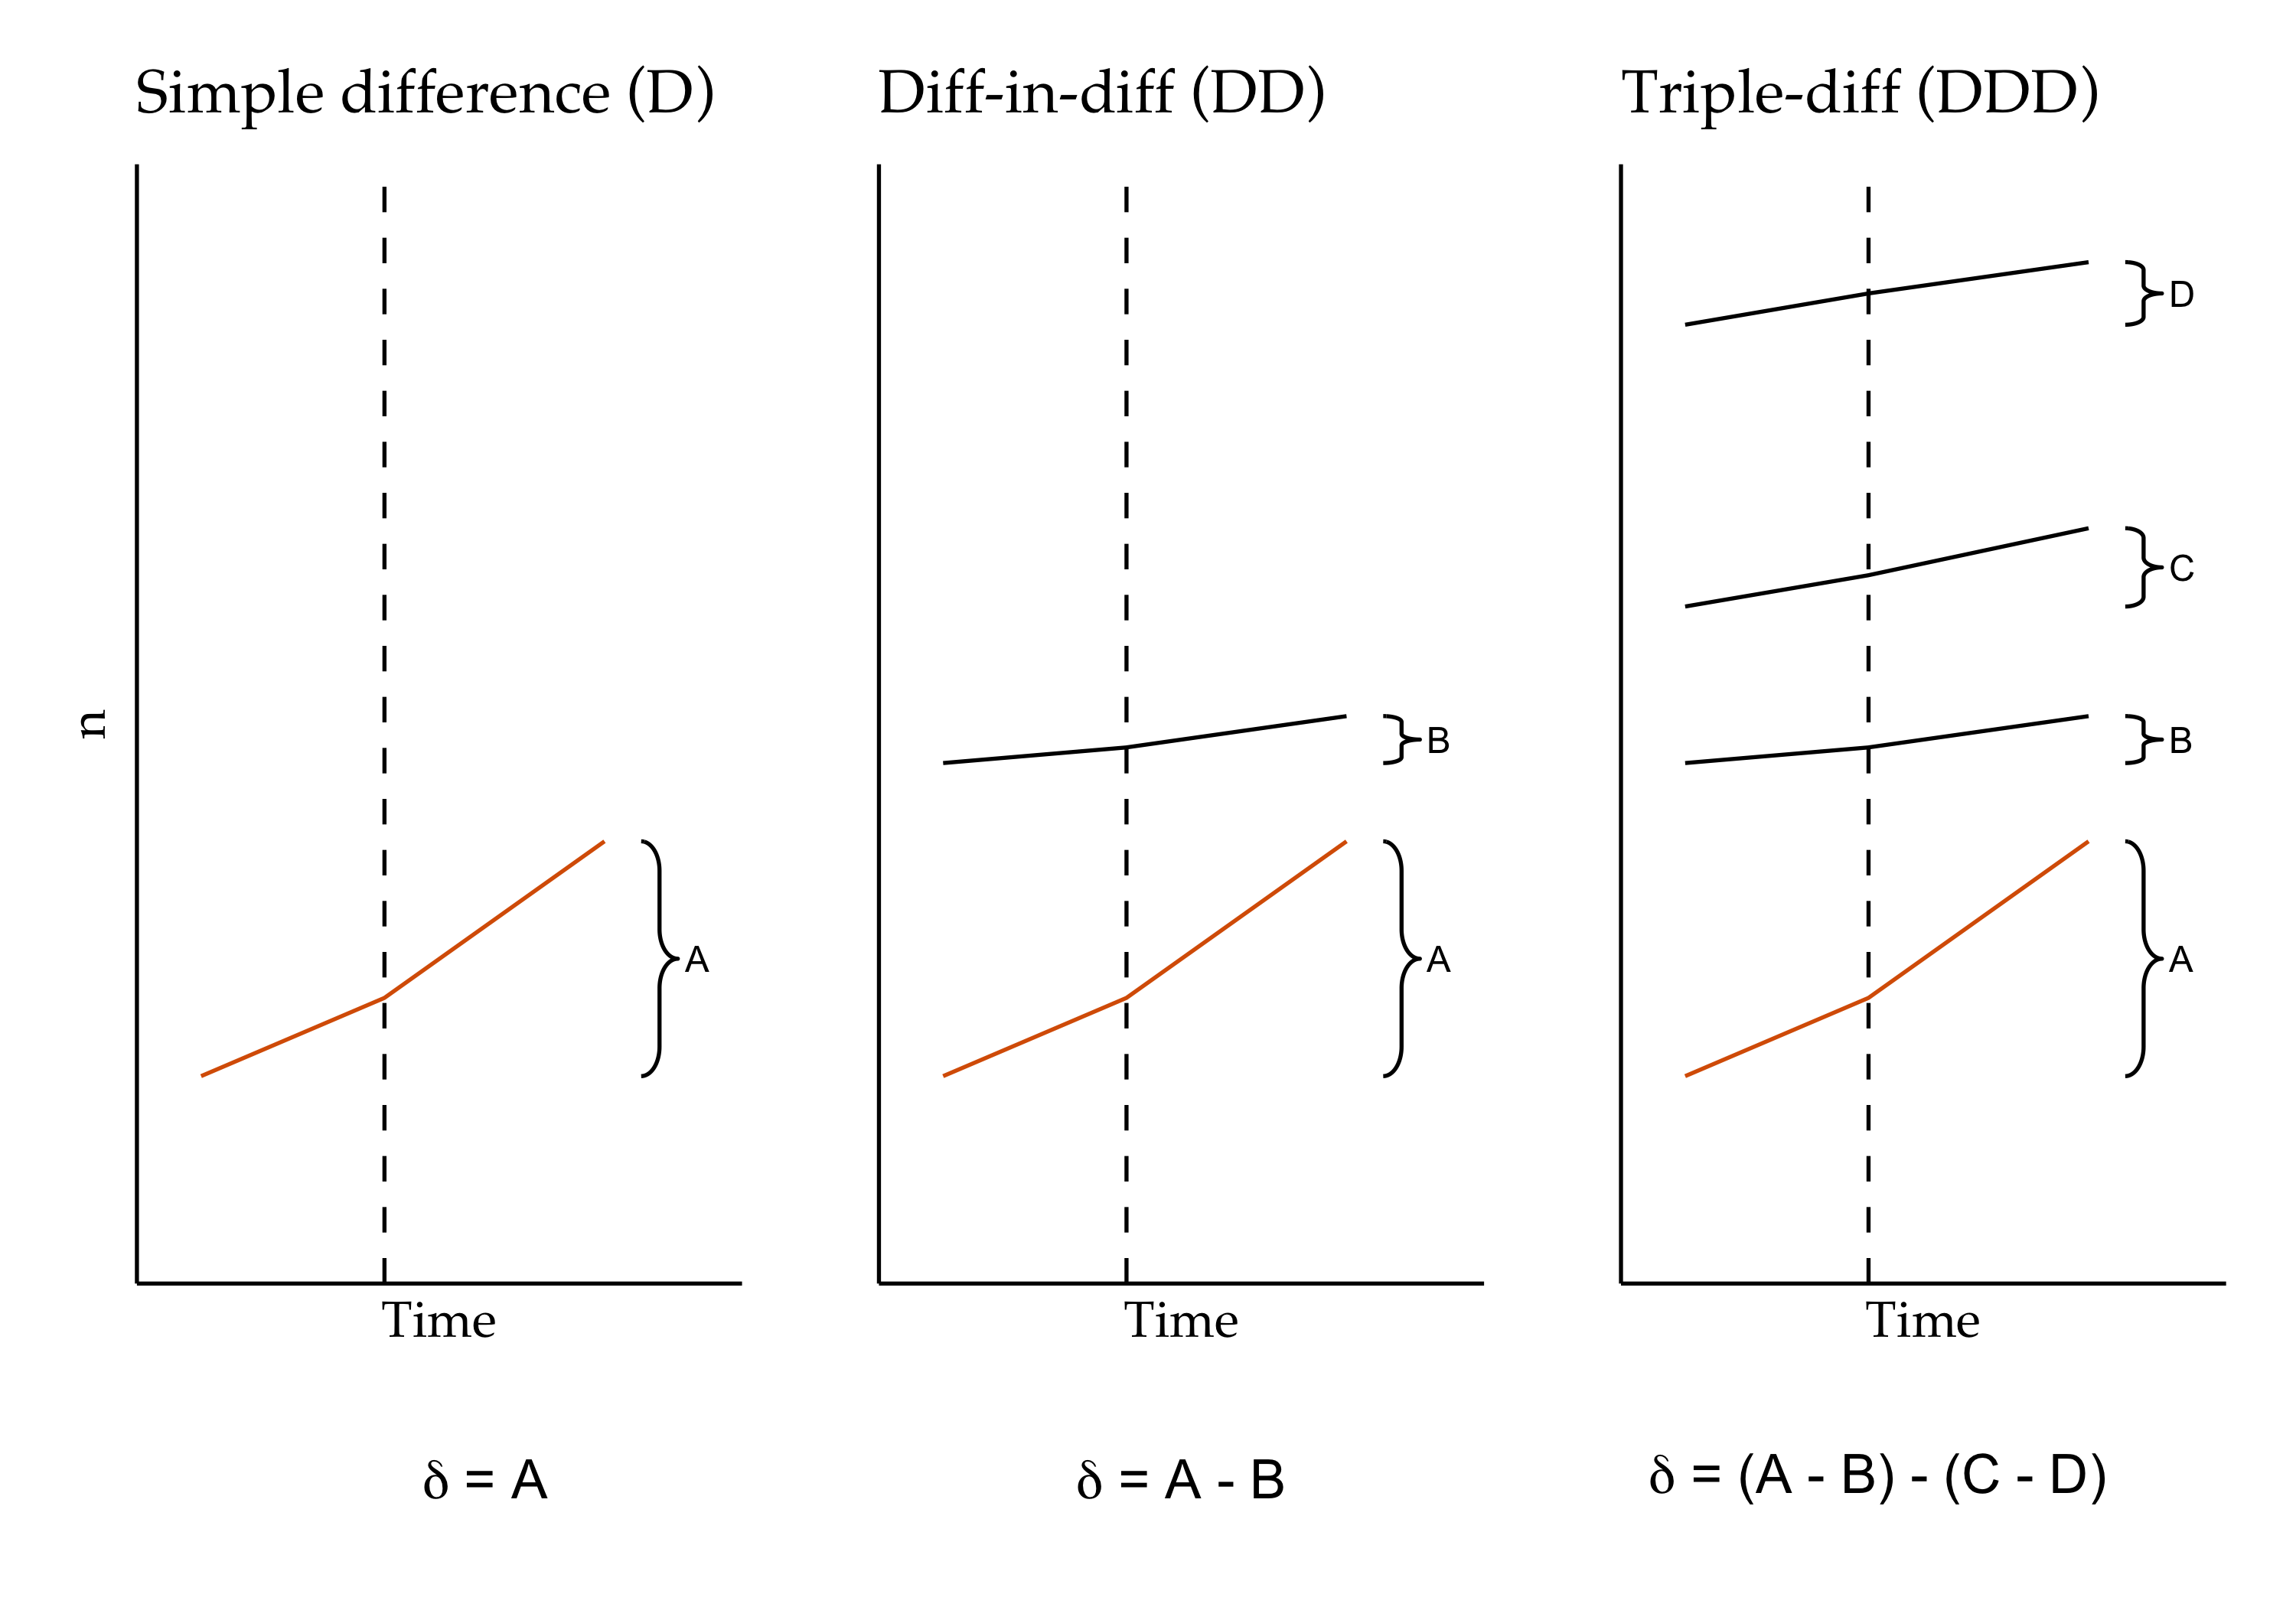 Simple difference (D)
Diff-in-diff (DD)
Triple-diff (DDD)
n
A
B
A
D
C
B
A
Time
Time
Time
δ = A
δ = A - B
δ = (A - B) - (C - D)